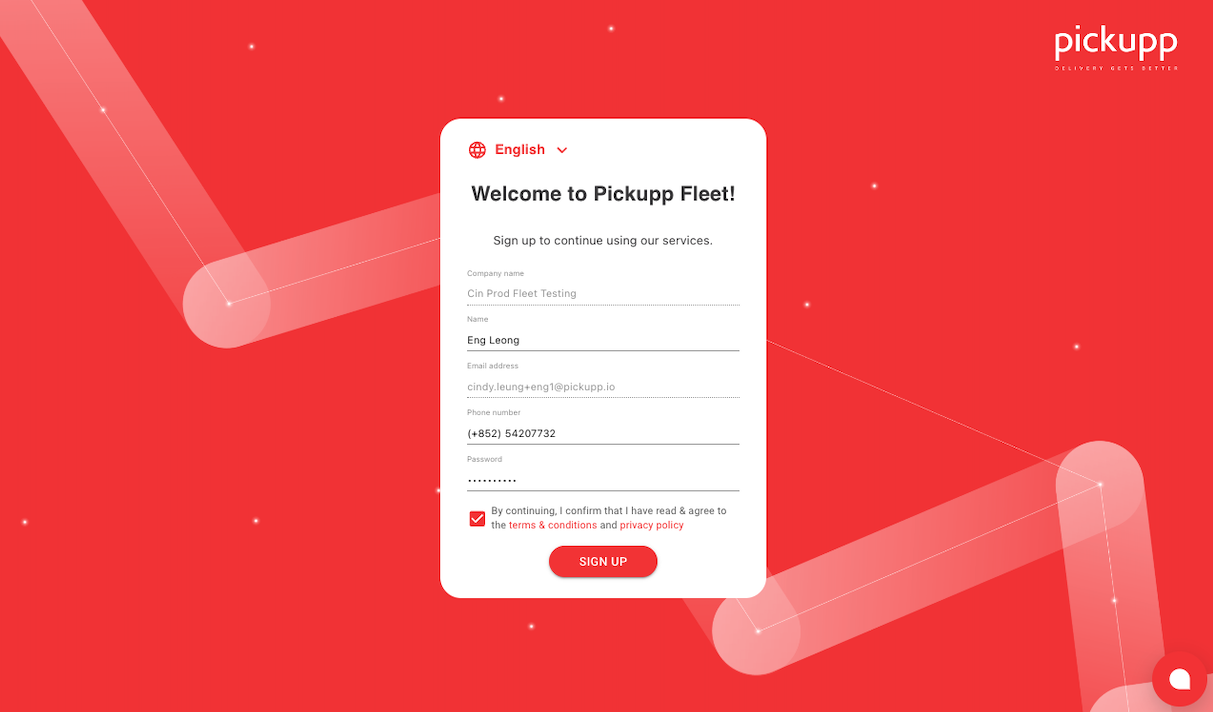 pickupp
DELIVERY GETS BETTER
English
Welcome to Pickupp Fleet!
Sign up to continue using our services.
Company name
Cin Prod Fleet Testing
Name
Eng Leong
Email address
cindy.leung+eng1@pickupp.io
Phone number
(+852) 54207732
Password
••••••••••
By continuing, I confirm that I have read & agree to
the terms & conditions and privacy policy
SIGN UP